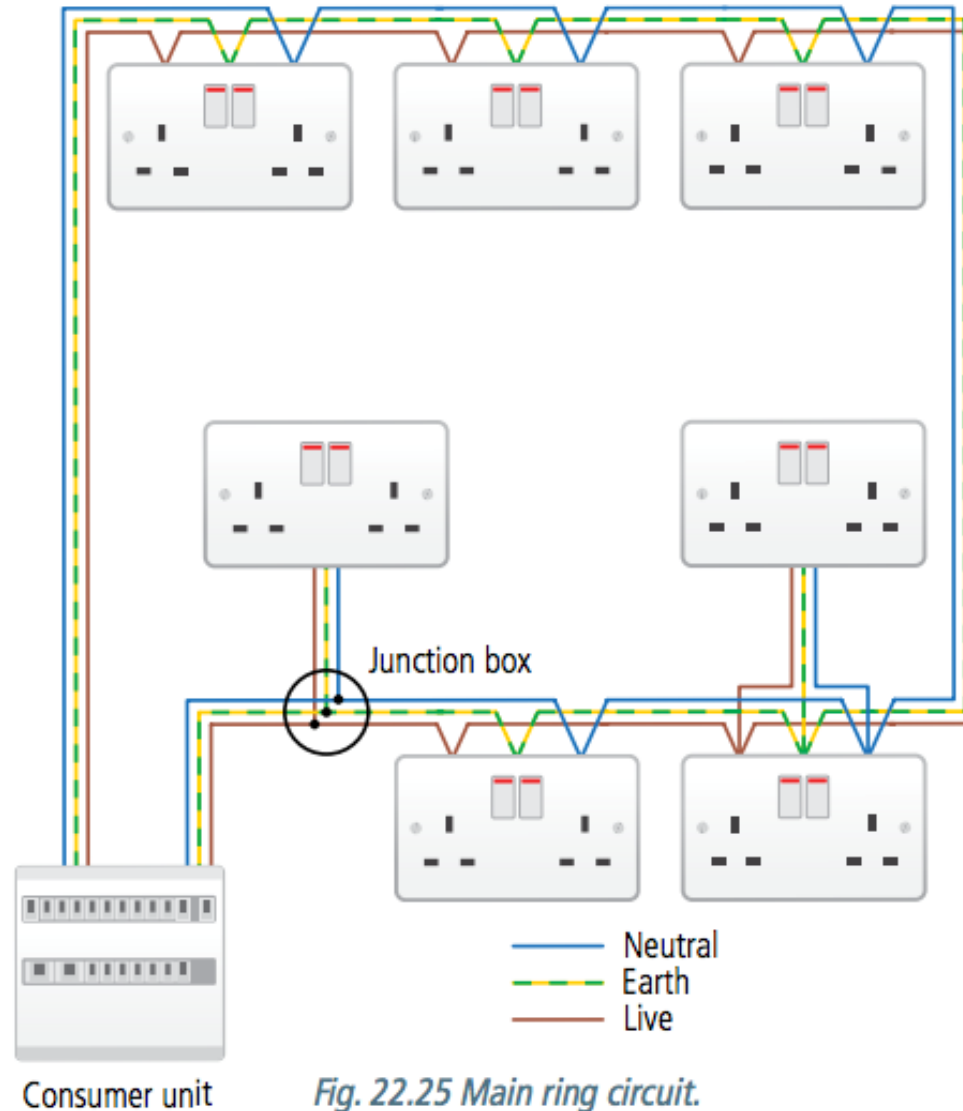 Junction box
Neutral
Earth
Live
Consumer unit
Fig. 22.25 Main ring circuit.